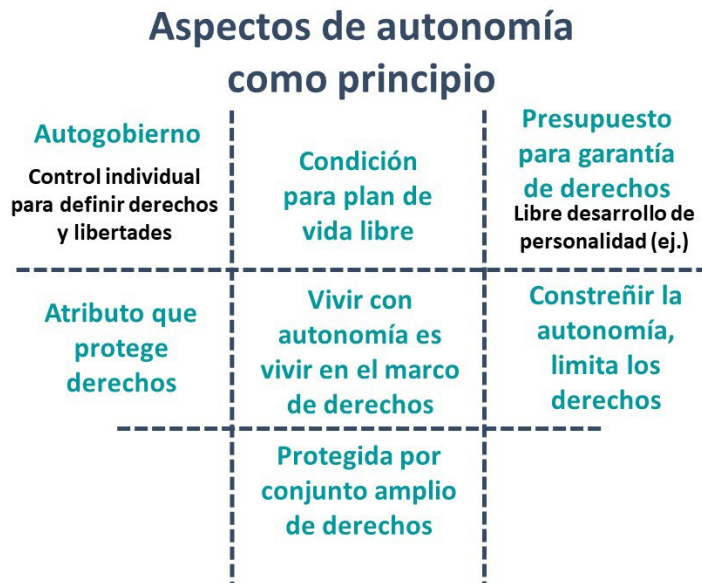 Aspectos de autonomía
como principio
Autogobierno
Control individual
para definir derechos
y libertades
Condición
para plan de
vida libre
Presupuesto
para garantía
de derechos
Libre desarrollo de
personalidad (ej.)
Atributo que
protege
derechos
Vivir con
autonomía es
vivir en el marco
de derechos
Constreñir la
autonomía,
limita los
derechos
Protegida por
conjunto amplio
de derechos